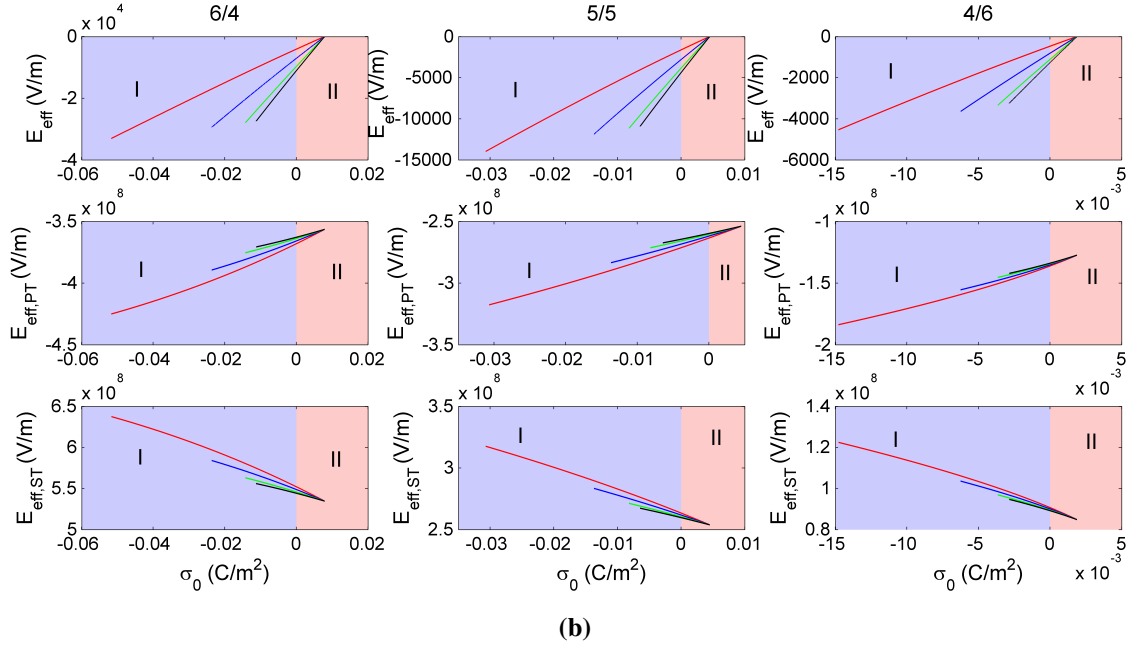 6/4 5/5 4/6
x 10^4
E_eff (V/m) 0 -2 -4 I II -0.06 -0.04 -0.02 0 0.02
E_eff (V/m) 0 -5000 -10000 -15000 I II -0.03 -0.02 -0.01 0 0.01
E_eff (V/m) 0 -2000 -4000 -6000 I II -15 -10 -5 0 5 x 10^-3
x 10^8 E_eff,PT (V/m) -3.5 -4 -4.5 I II -0.06 -0.04 -0.02 0 0.02
x 10^8 E_eff,PT (V/m) -2.5 -3 -3.5 I II -0.03 -0.02 -0.01 0
x 10^8 E_eff,PT (V/m) -1 -1.5 -2 I II -15 -10 -5 0 5 x 10^-3
x 10^8 E_eff,ST (V/m) 6.5 6 5.5 5 I II -0.06 -0.04 -0.02 0 0.02
x 10^8 E_eff,ST (V/m) 3.5 3 2.5 I II -0.03 -0.02 -0.01 0 0.01
x 10^8 E_eff,ST (V/m) 1.4 1.2 1 0.8 I II -15 -10 -5 0 5 x 10^-3
σ_0 (C/m²) σ_0 (C/m²) σ_0 (C/m²)
(b)